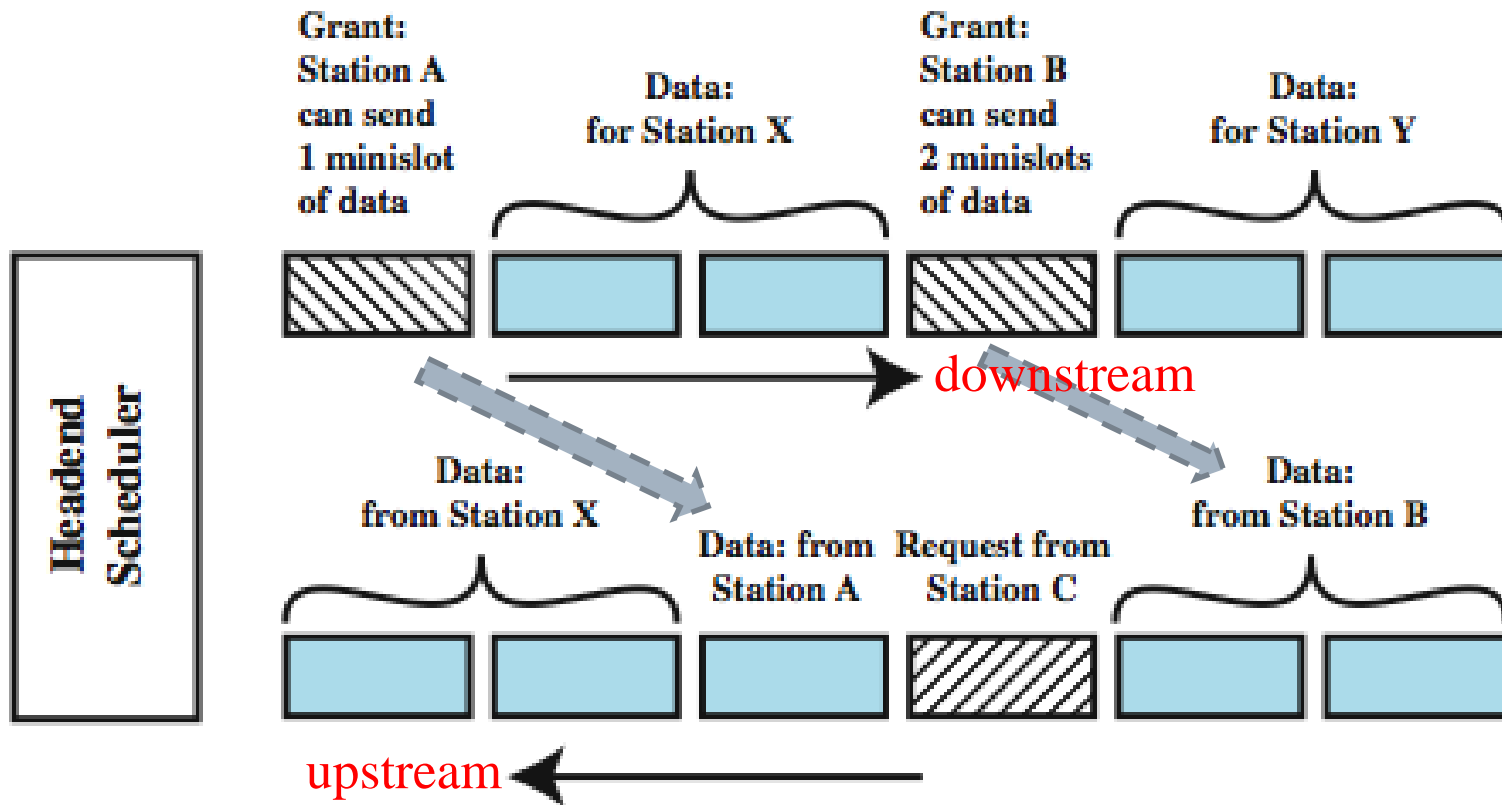 Grant:
Station A
can send
1 minislot
of data
Data:
for Station X
Grant:
Station B
can send
2 minislots
of data
Data:
for Station Y
Headend
Scheduler
downstream
Data:
from Station X
Data: from
Station A
Request from
Station C
Data:
from Station B
upstream